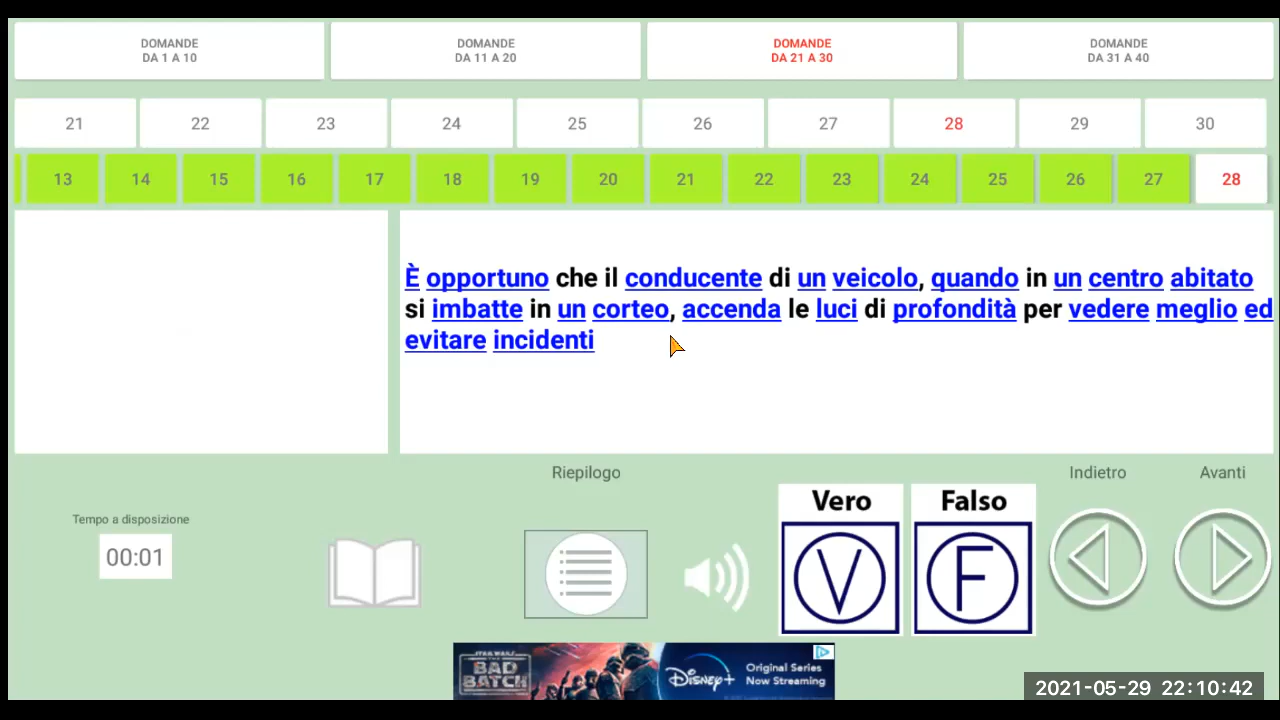 DOMANDE
DA 1 A 10
DOMANDE
DA 11 A 20
DOMANDE
DA 21 A 30
DOMANDE
DA 31 A 40
21 22 23 24 25 26 27 28 29 30
13 14 15 16 17 18 19 20 21 22 23 24 25 26 27 28
È opportuno che il conducente di un veicolo, quando in un centro abitato
si imbatte in un corteo, accenda le luci di profondità per vedere meglio ed
evitare incidenti
Riepilogo
Indietro
Avanti
Tempo a disposizione
00:01
Vero
V
Falso
F
STAR WARS
THE BAD
BATCH
Disney+
Original Series
Now Streaming
2021-05-29 22:10:42